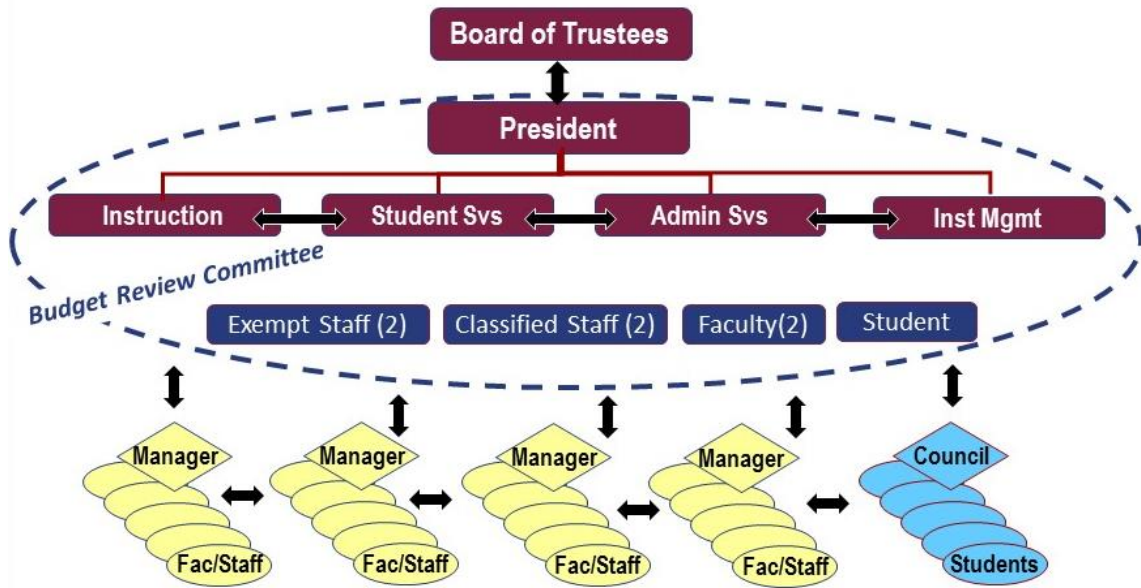 Board of Trustees
President
Instruction
Student Svs
Admin Svs
Inst Mgmt
Budget Review Committee
Exempt Staff (2)
Classified Staff (2)
Faculty(2)
Student
Manager
Manager
Manager
Manager
Council
Fac/Staff
Fac/Staff
Fac/Staff
Fac/Staff
Students